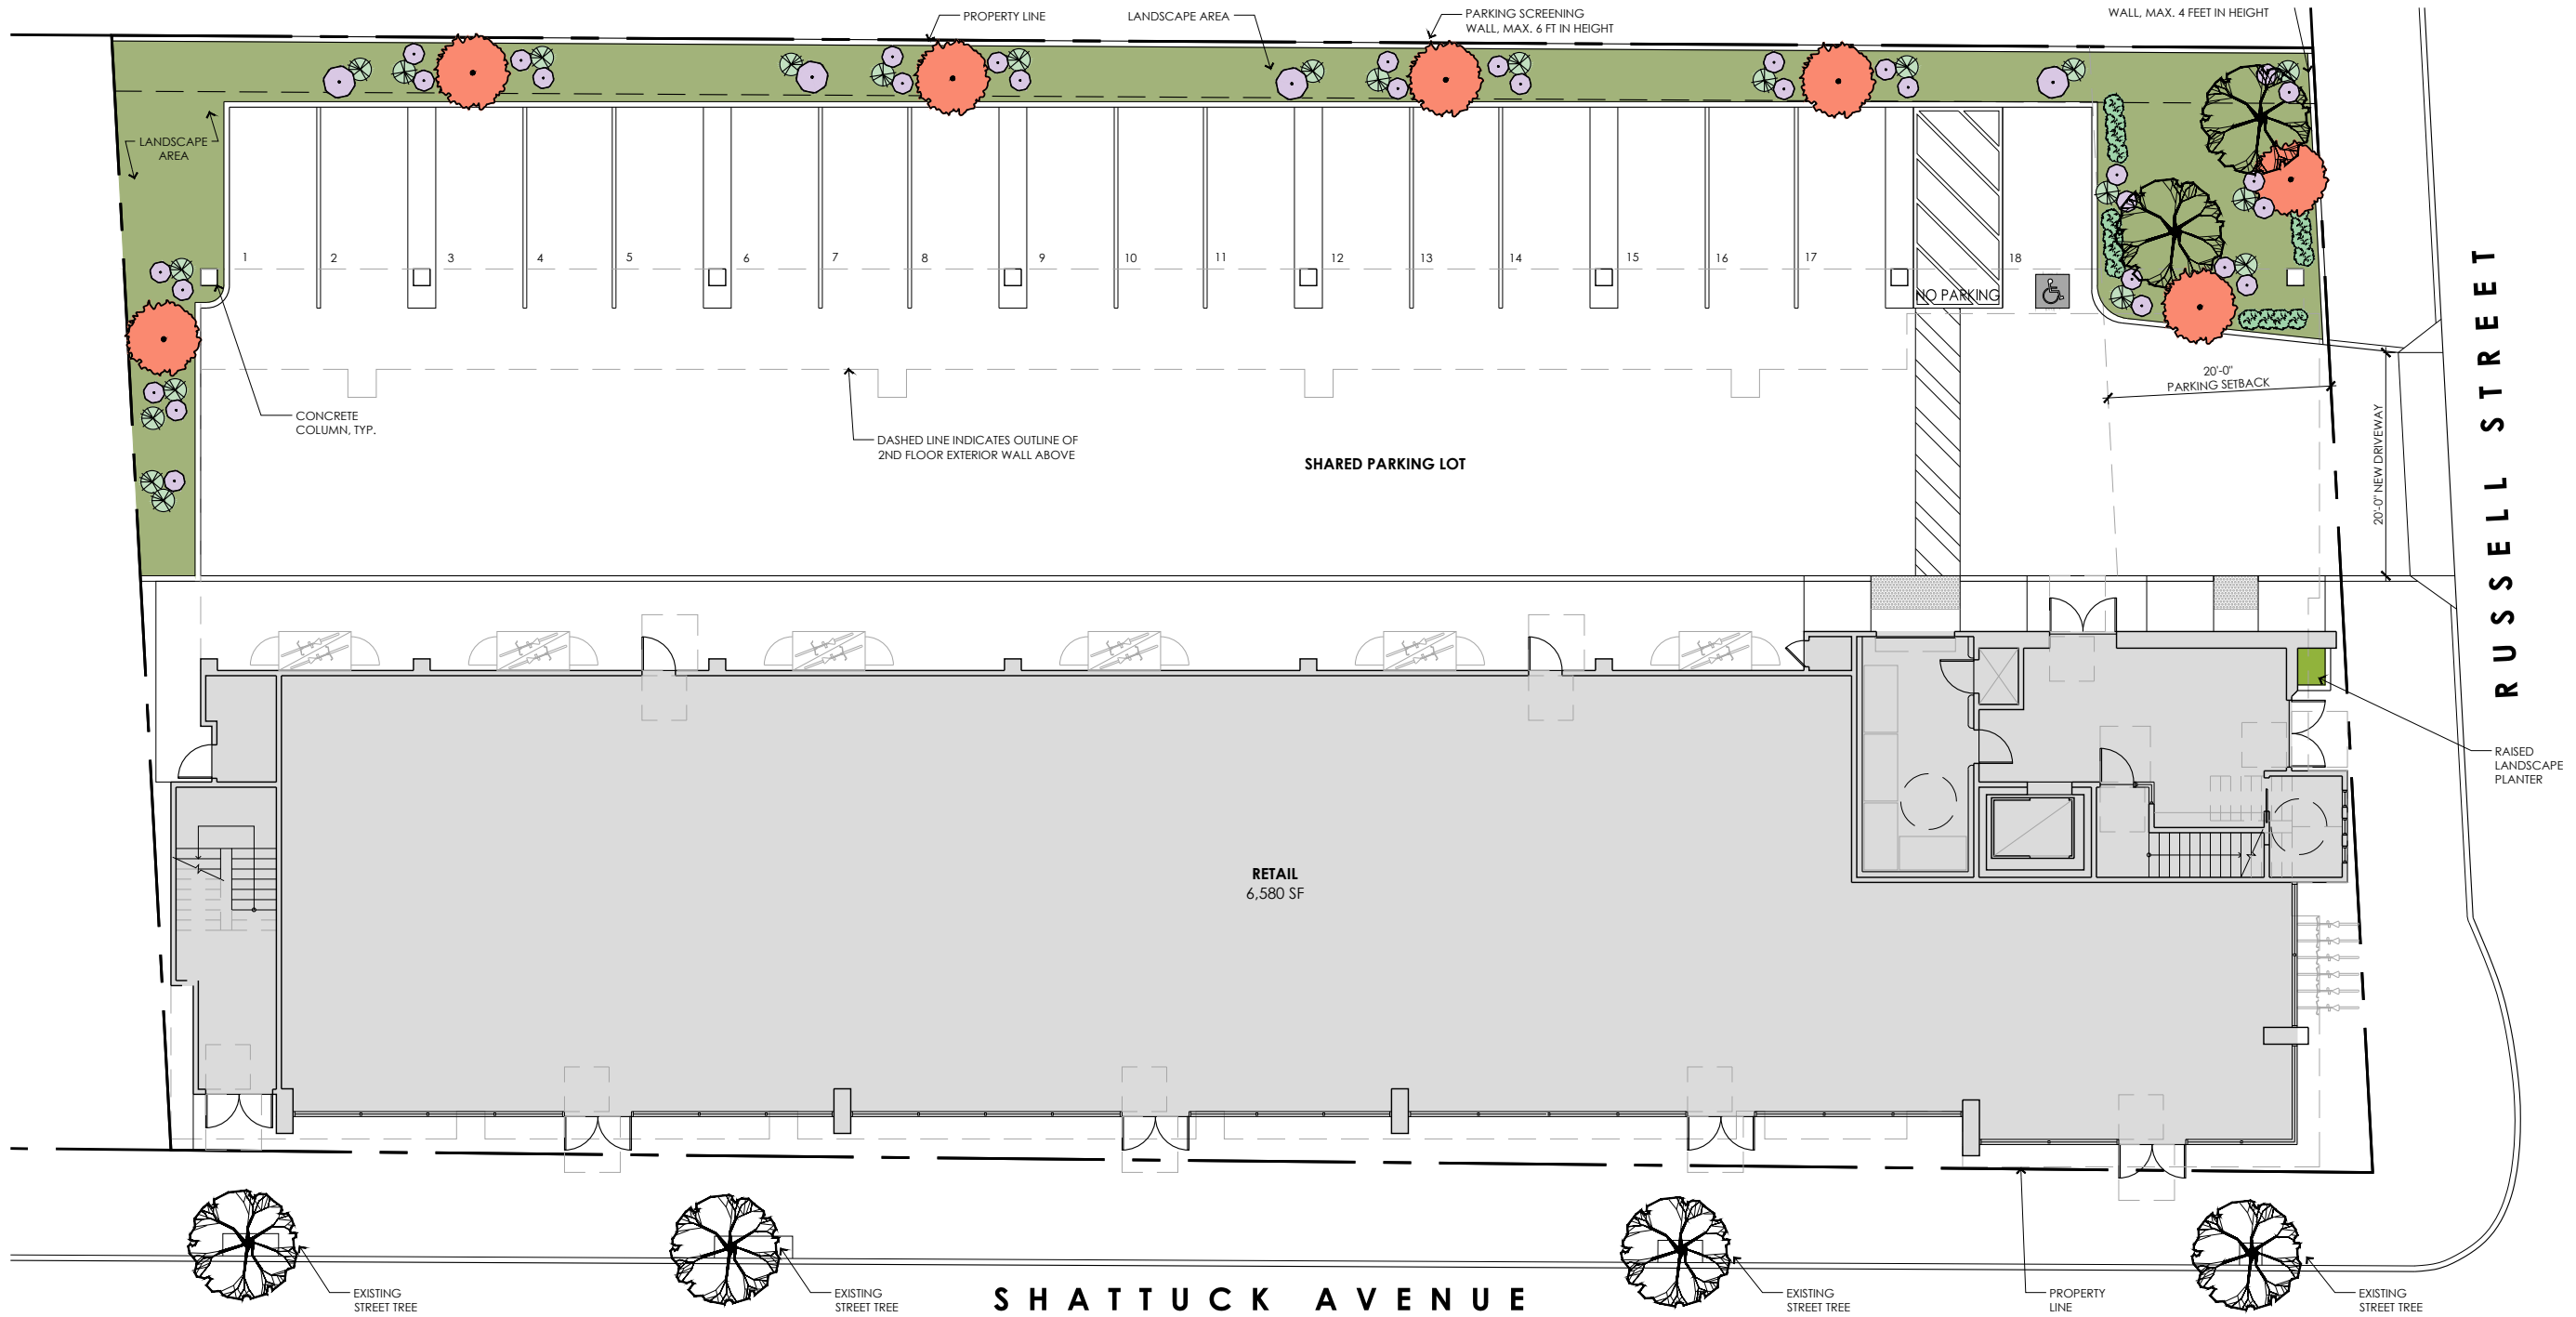 PROPERTY LINE
LANDSCAPE AREA
PARKING SCREENING
WALL, MAX. 6 FT IN HEIGHT
WALL, MAX. 4 FEET IN HEIGHT
LANDSCAPE
AREA
1
2
3
4
5
6
7
8
9
10
11
12
13
14
15
16
17
18
NO PARKING
CONCRETE
COLUMN, TYP.
DASHED LINE INDICATES OUTLINE OF
2ND FLOOR EXTERIOR WALL ABOVE
SHARED PARKING LOT
20'-0"
PARKING SETBACK
20'-0" NEW DRIVEWAY
RUSSELL STREET
RAISED
LANDSCAPE
PLANTER
RETAIL
6,580 SF
EXISTING
STREET TREE
EXISTING
STREET TREE
SHATTUCK AVENUE
EXISTING
STREET TREE
PROPERTY
LINE
EXISTING
STREET TREE